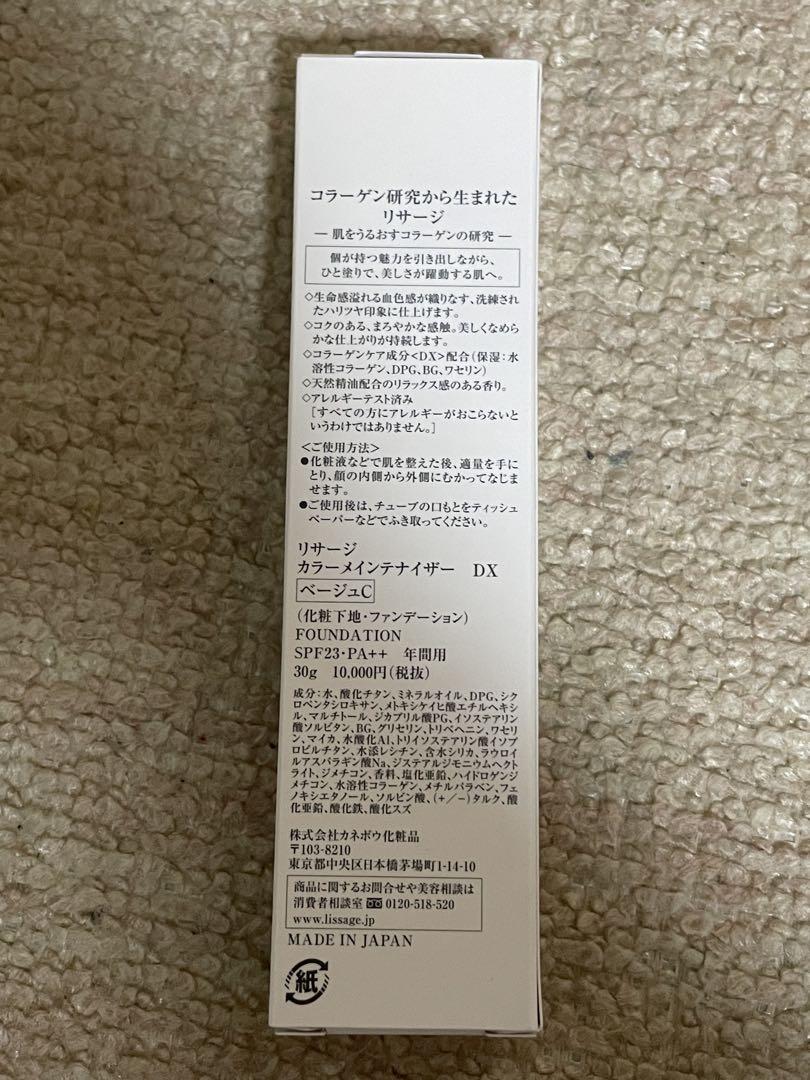 コラーゲン研究から生まれた
リサージ
― 肌をうるおすコラーゲンの研究 ―
個が持つ魅力を引き出しながら、
ひと塗りで、美しさが躍動する肌へ。
◇生命感溢れる血色感が織りなす、洗練され
たハリツヤ印象に仕上げます。
◇コクのある、まろやかな感触。美しくなめら
かな仕上がりが持続します。
◇コラーゲンケア成分<DX>配合(保湿:水
溶性コラーゲン、DPG、BG、ワセリン)
◇天然精油配合のリラックス感のある香り。
◇アレルギーテスト済み
[すべての方にアレルギーがおこらないと
いうわけではありません。]
<ご使用方法>
●化粧液などで肌を整えた後、適量を手に
とり、顔の内側から外側にむかってなじま
せます。
●ご使用後は、チューブの口もとをティッシュ
ペーパーなどでふき取ってください。
リサージ
カラーメインテナイザー DX
ベージュC
(化粧下地・ファンデーション)
FOUNDATION
SPF23・PA++ 年間用
30g 10,000円(税抜)
成分:水、酸化チタン、ミネラルオイル、DPG、シク
ロペンタシロキサン、メトキシケイヒ酸エチルヘキシ
ル、マルチトール、ジカプリル酸PG、イソステアリン
酸ソルビタン、BG、グリセリン、トリベヘニン、ワセリ
ン、マイカ、水酸化Al、トリイソステアリン酸イソプ
ロピルチタン、水添レシチン、含水シリカ、ラウロイ
ルアスパラギン酸Na、ジステアルジモニウムヘクト
ライト、ジメチコン、香料、塩化亜鉛、ハイドロゲンジ
メチコン、水溶性コラーゲン、メチルパラベン、フェ
ノキシエタノール、ソルビン酸、(+/−)タルク、酸
化亜鉛、酸化鉄、酸化スズ
株式会社カネボウ化粧品
〒103-8210
東京都中央区日本橋茅場町1-14-10
商品に関するお問合せや美容相談は
消費者相談室 0120-518-520
www.lissage.jp
MADE IN JAPAN
紙